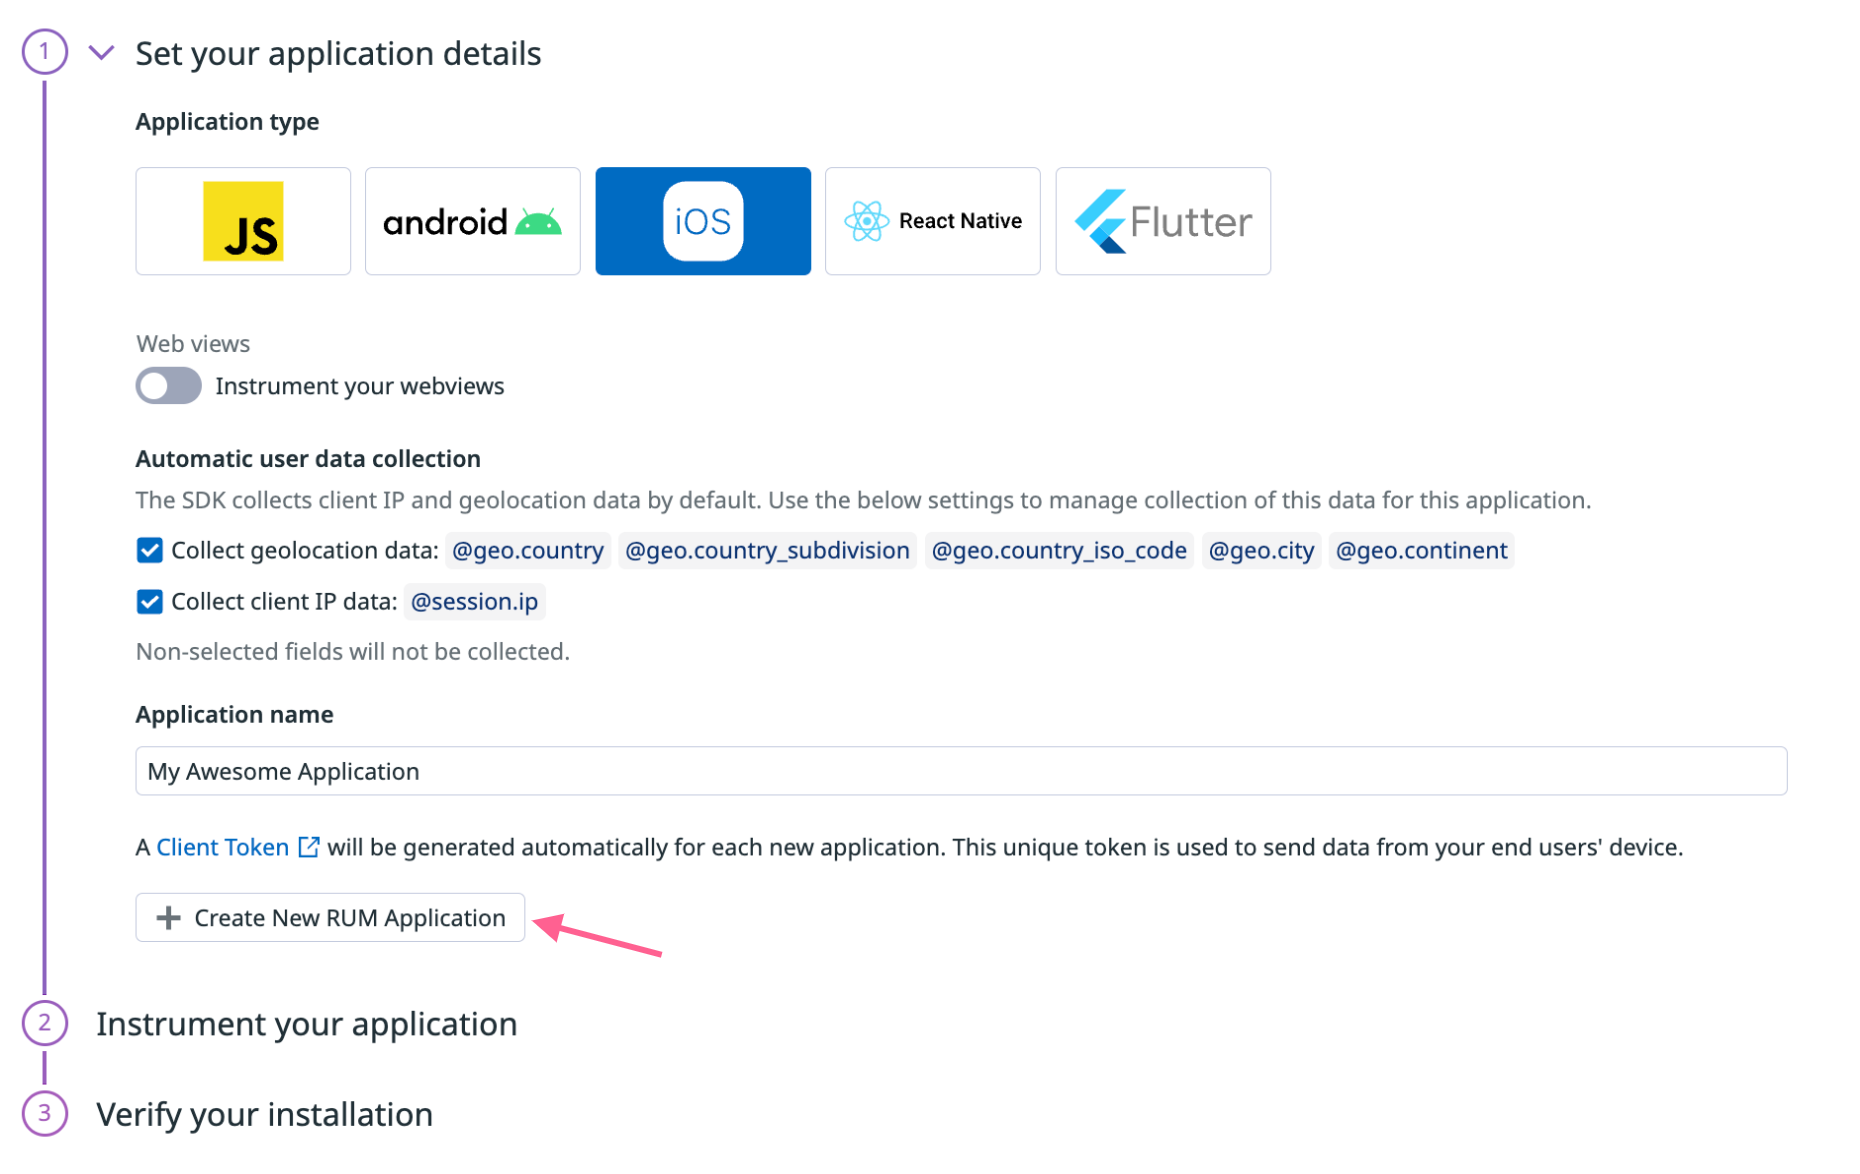 1 Set your application details
Application type
JS android iOS React Native Flutter
Web views
Instrument your webviews
Automatic user data collection
The SDK collects client IP and geolocation data by default. Use the below settings to manage collection of this data for this application.
Collect geolocation data: @geo.country @geo.country_subdivision @geo.country_iso_code @geo.city @geo.continent
Collect client IP data: @session.ip
Non-selected fields will not be collected.
Application name
My Awesome Application
A Client Token will be generated automatically for each new application. This unique token is used to send data from your end users' device.
Create New RUM Application
2 Instrument your application
3 Verify your installation